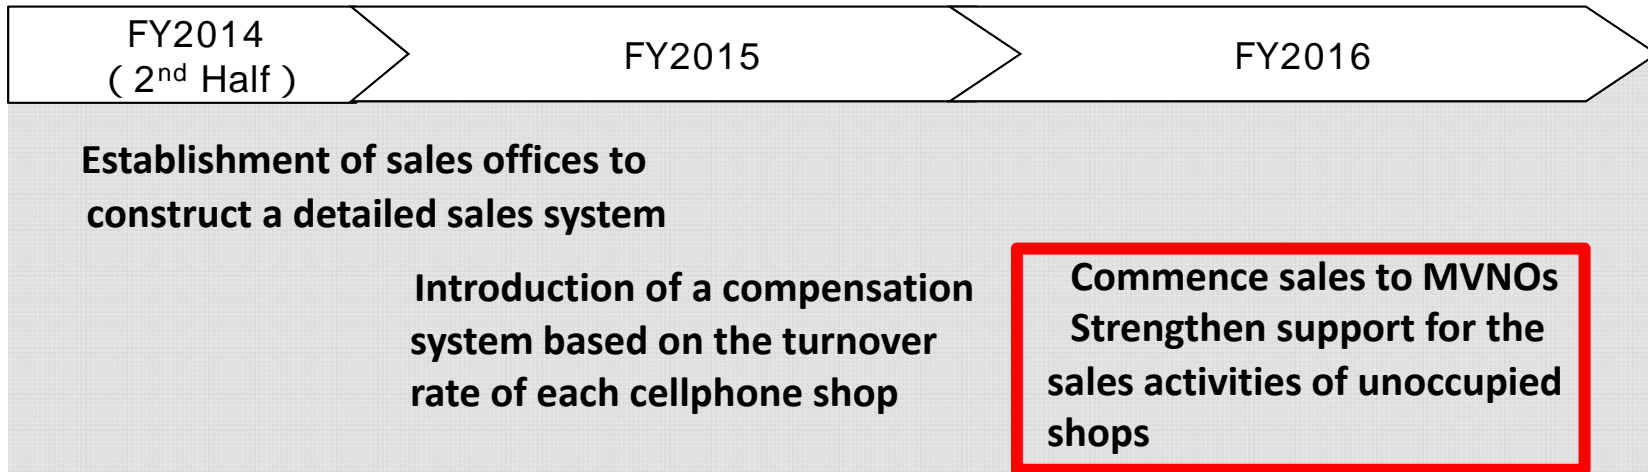 FY2014
( 2nd Half )
FY2015
FY2016
Establishment of sales offices to
construct a detailed sales system
Introduction of a compensation
system based on the turnover
rate of each cellphone shop
Commence sales to MVNOs
Strengthen support for the
sales activities of unoccupied
shops